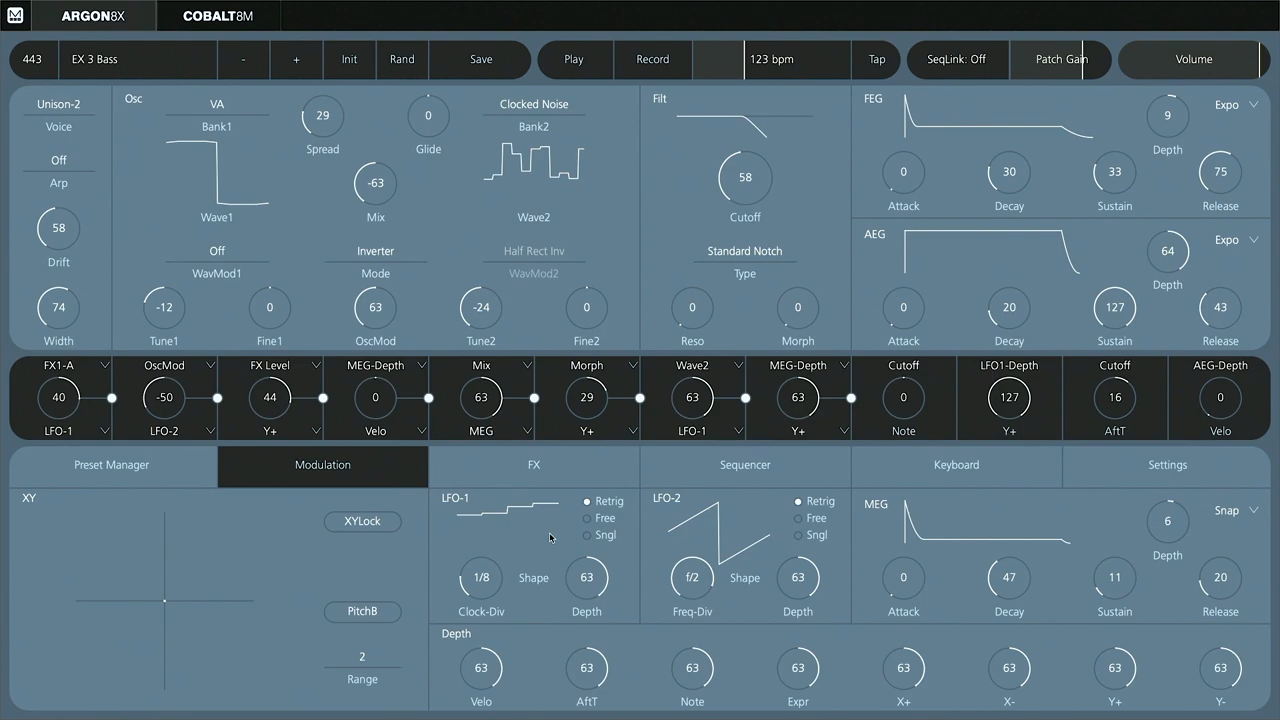 ARGON8X COBALT8M
443 EX 3 Bass - + Init Rand Save Play Record 123 bpm Tap SeqLink: Off Patch Gain Volume
Unison-2
Voice
Off
Arp
58
Drift
74
Width
Osc
VA
Bank1
29
Spread
0
Glide
Clocked Noise
Bank2
-63
Mix
Wave1
Wave2
Off
WavMod1
Inverter
Mode
Half Rect Inv
WavMod2
-12 0 63 -24 0
Tune1 Fine1 OscMod Tune2 Fine2
Filt
58
Cutoff
Standard Notch
Type
0 0
Reso Morph
FEG
9
Depth
Expo
0 30 33 75
Attack Decay Sustain Release
AEG
64
Depth
Expo
0 20 127 43
Attack Decay Sustain Release
FX1-A OscMod FX Level MEG-Depth Mix Morph Wave2 MEG-Depth Cutoff LFO1-Depth Cutoff AEG-Depth
40 -50 44 0 63 29 63 63 0 127 16 0
LFO-1 LFO-2 Y+ Velo MEG Y+ LFO-1 Y+ Note Y+ AftT Velo
Preset Manager Modulation FX Sequencer Keyboard Settings
XY
XYLock
PitchB
2
Range
LFO-1
Retrig
Free
Sngl
1/8 Shape 63
Clock-Div Depth
LFO-2
Retrig
Free
Sngl
f/2 Shape 63
Freq-Div Depth
MEG
6
Depth
Snap
0 47 11 20
Attack Decay Sustain Release
Depth
63 63 63 63 63 63 63 63
Velo AftT Note Expr X+ X- Y+ Y-